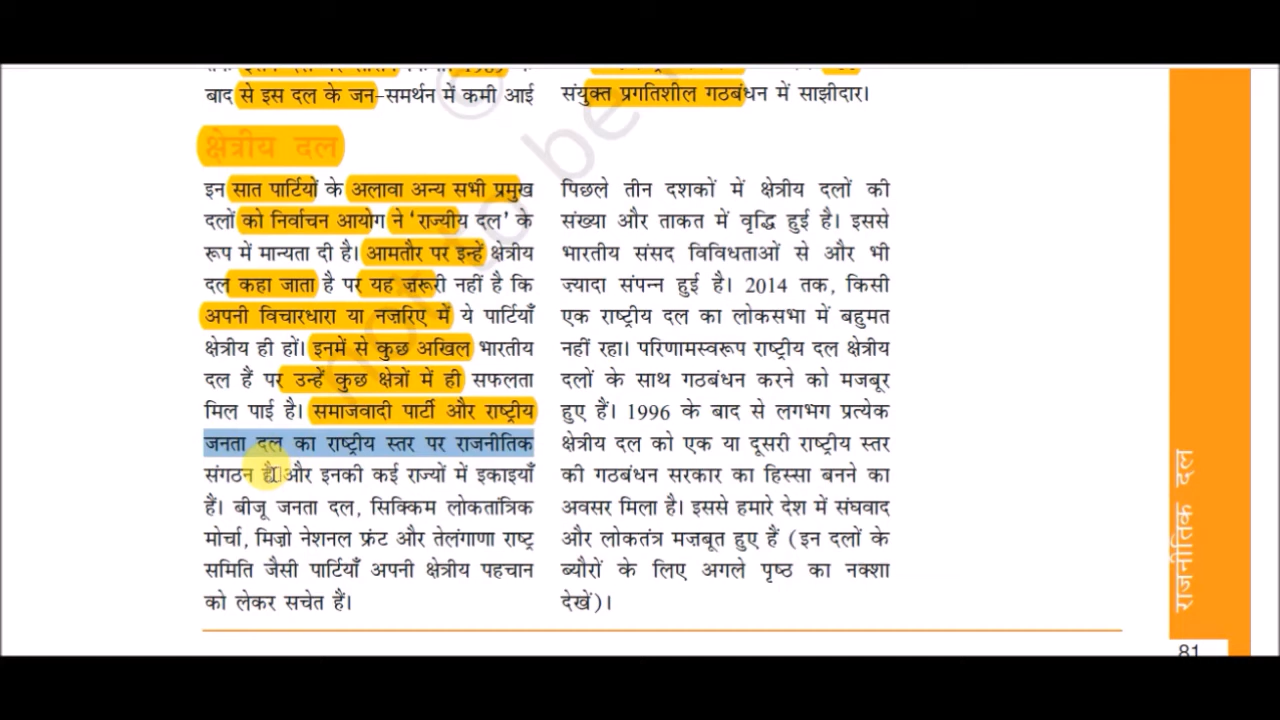 1989
बाद से इस दल के जन-समर्थन में कमी आई
क्षेत्रीय दल
इन सात पार्टियों के अलावा अन्य सभी प्रमुख
दलों को निर्वाचन आयोग ने ‘राज्यीय दल’ के
रूप में मान्यता दी है। आमतौर पर इन्हें क्षेत्रीय
दल कहा जाता है पर यह ज़रूरी नहीं है कि
अपनी विचारधारा या नज़रिए में ये पार्टियाँ
क्षेत्रीय ही हों। इनमें से कुछ अखिल भारतीय
दल हैं पर उन्हें कुछ क्षेत्रों में ही सफलता
मिल पाई है। समाजवादी पार्टी और राष्ट्रीय
जनता दल का राष्ट्रीय स्तर पर राजनीतिक
संगठन है और इनकी कई राज्यों में इकाइयाँ
हैं। बीजू जनता दल, सिक्किम लोकतांत्रिक
मोर्चा, मिज़ो नेशनल फ्रंट और तेलंगाणा राष्ट्र
समिति जैसी पार्टियाँ अपनी क्षेत्रीय पहचान
को लेकर सचेत हैं।
संयुक्त प्रगतिशील गठबंधन में साझीदार।
पिछले तीन दशकों में क्षेत्रीय दलों की
संख्या और ताकत में वृद्धि हुई है। इससे
भारतीय संसद विविधताओं से और भी
ज़्यादा संपन्न हुई है। 2014 तक, किसी
एक राष्ट्रीय दल का लोकसभा में बहुमत
नहीं रहा। परिणामस्वरूप राष्ट्रीय दल क्षेत्रीय
दलों के साथ गठबंधन करने को मजबूर
हुए हैं। 1996 के बाद से लगभग प्रत्येक
क्षेत्रीय दल को एक या दूसरी राष्ट्रीय स्तर
की गठबंधन सरकार का हिस्सा बनने का
अवसर मिला है। इससे हमारे देश में संघवाद
और लोकतंत्र मज़बूत हुए हैं (इन दलों के
ब्यौरों के लिए अगले पृष्ठ का नक्शा
देखें)।
राजनीतिक दल
81
not to be